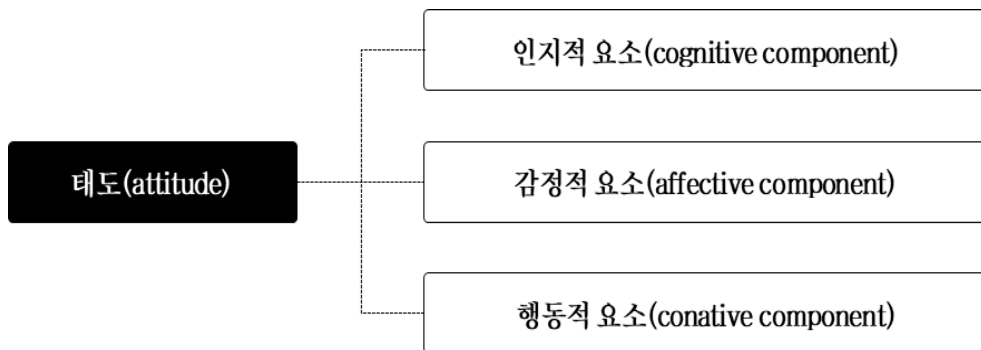 인지적 요소(cognitive component)
태도(attitude)
감정적 요소(affective component)
행동적 요소(conative component)